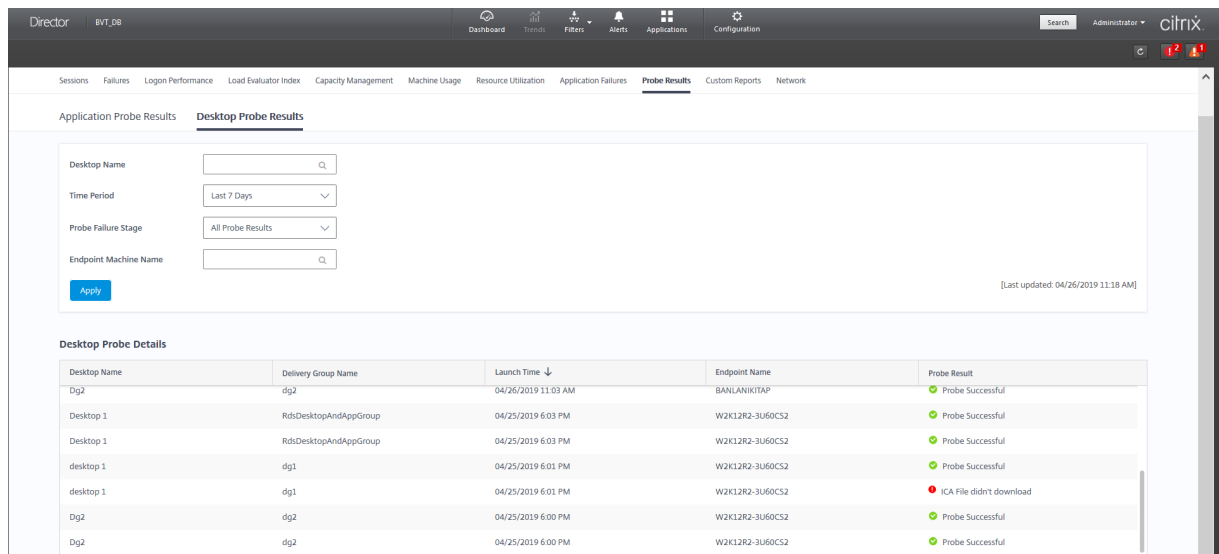 Director BVT_DB Dashboard Trends Filters Alerts Applications Configuration Search Administrator citrix
2 1
Sessions Failures Logon Performance Load Evaluator Index Capacity Management Machine Usage Resource Utilization Application Failures Probe Results Custom Reports Network
Application Probe Results Desktop Probe Results
Desktop Name
Time Period Last 7 Days
Probe Failure Stage All Probe Results
Endpoint Machine Name
Apply [Last updated: 04/26/2019 11:18 AM]
Desktop Probe Details
Desktop Name Delivery Group Name Launch Time Endpoint Name Probe Result
Dg2 dg2 04/26/2019 11:03 AM BANLANIKITAP Probe Successful
Desktop 1 RdsDesktopAndAppGroup 04/25/2019 6:03 PM W2K12R2-3U60CS2 Probe Successful
Desktop 1 RdsDesktopAndAppGroup 04/25/2019 6:03 PM W2K12R2-3U60CS2 Probe Successful
desktop 1 dg1 04/25/2019 6:01 PM W2K12R2-3U60CS2 Probe Successful
desktop 1 dg1 04/25/2019 6:01 PM W2K12R2-3U60CS2 ICA File didn't download
Dg2 dg2 04/25/2019 6:00 PM W2K12R2-3U60CS2 Probe Successful
Dg2 dg2 04/25/2019 6:00 PM W2K12R2-3U60CS2 Probe Successful